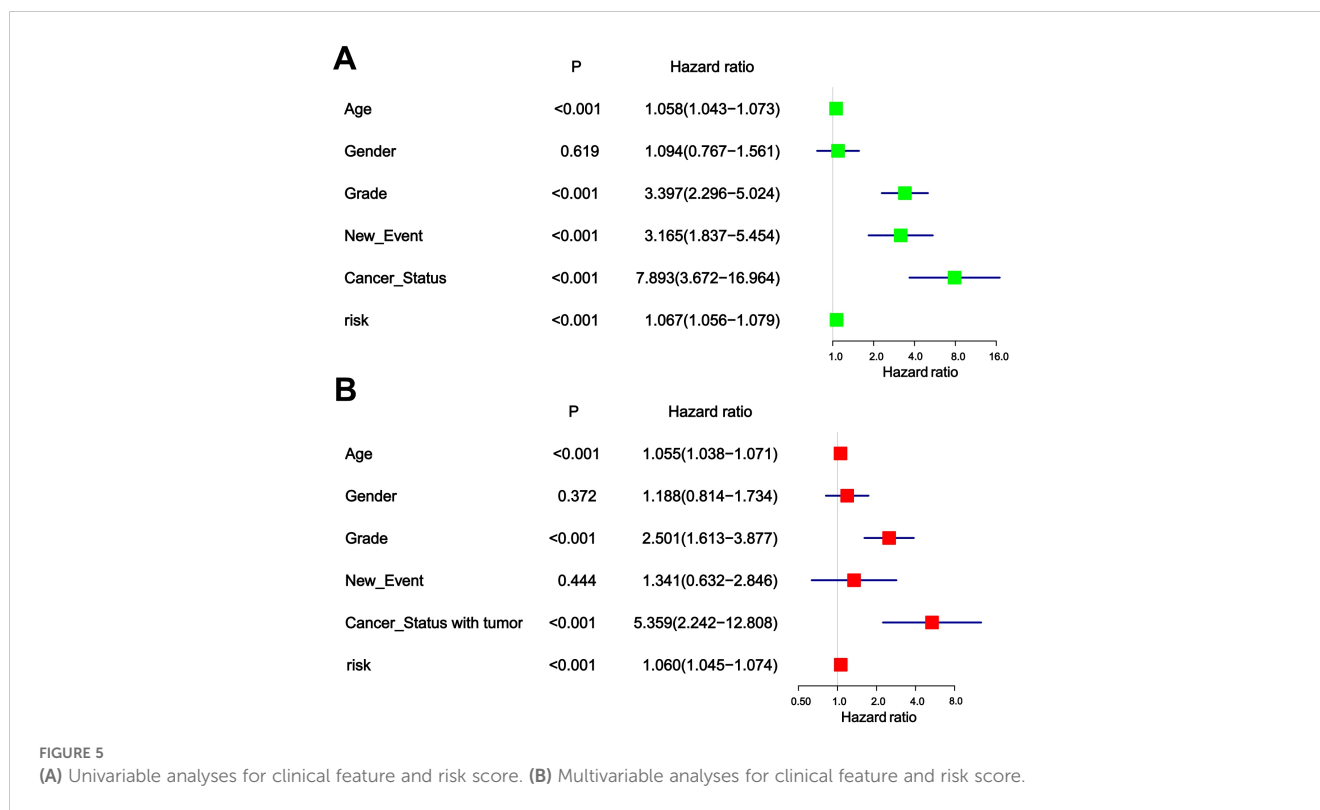 A
P Hazard ratio
Age <0.001 1.058(1.043−1.073)
Gender 0.619 1.094(0.767−1.561)
Grade <0.001 3.397(2.296−5.024)
New_Event <0.001 3.165(1.837−5.454)
Cancer_Status <0.001 7.893(3.672−16.964)
risk <0.001 1.067(1.056−1.079)
1.0 2.0 4.0 8.0 16.0
Hazard ratio
B
P Hazard ratio
Age <0.001 1.055(1.038−1.071)
Gender 0.372 1.188(0.814−1.734)
Grade <0.001 2.501(1.613−3.877)
New_Event 0.444 1.341(0.632−2.846)
Cancer_Status with tumor <0.001 5.359(2.242−12.808)
risk <0.001 1.060(1.045−1.074)
0.50 1.0 2.0 4.0 8.0
Hazard ratio
FIGURE 5
(A) Univariable analyses for clinical feature and risk score. (B) Multivariable analyses for clinical feature and risk score.